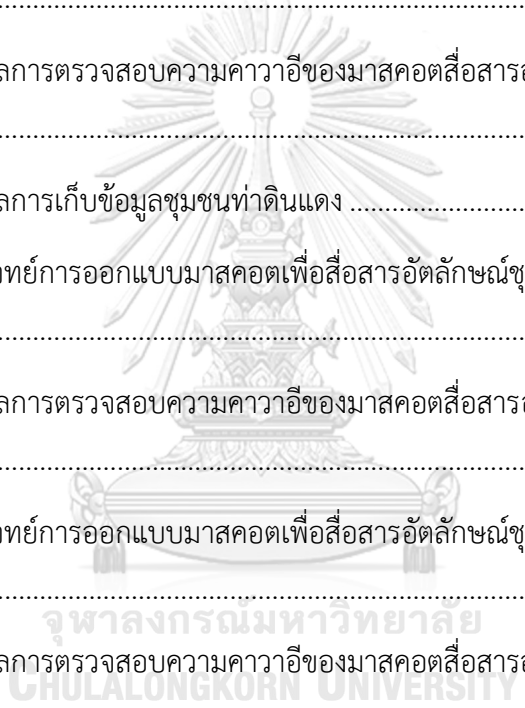 ................................................................
ลการตรวจสอบความคาวาอีของมาสคอตสื่อสาร
................................................................
ลการเก็บข้อมูลชุมชนท่าดินแดง ........................
ทย์การออกแบบมาสคอตเพื่อสื่อสารอัตลักษณ์ชุ
................................................................
ลการตรวจสอบความคาวาอีของมาสคอตสื่อสาร
................................................................
ทย์การออกแบบมาสคอตเพื่อสื่อสารอัตลักษณ์ชุ
................................................................
จุฬาลงกรณ์มหาวิทยาลัย
ลการตรวจสอบความคาวาอีของมาสคอตสื่อสาร
CHULALONGKORN UNIVERSITY